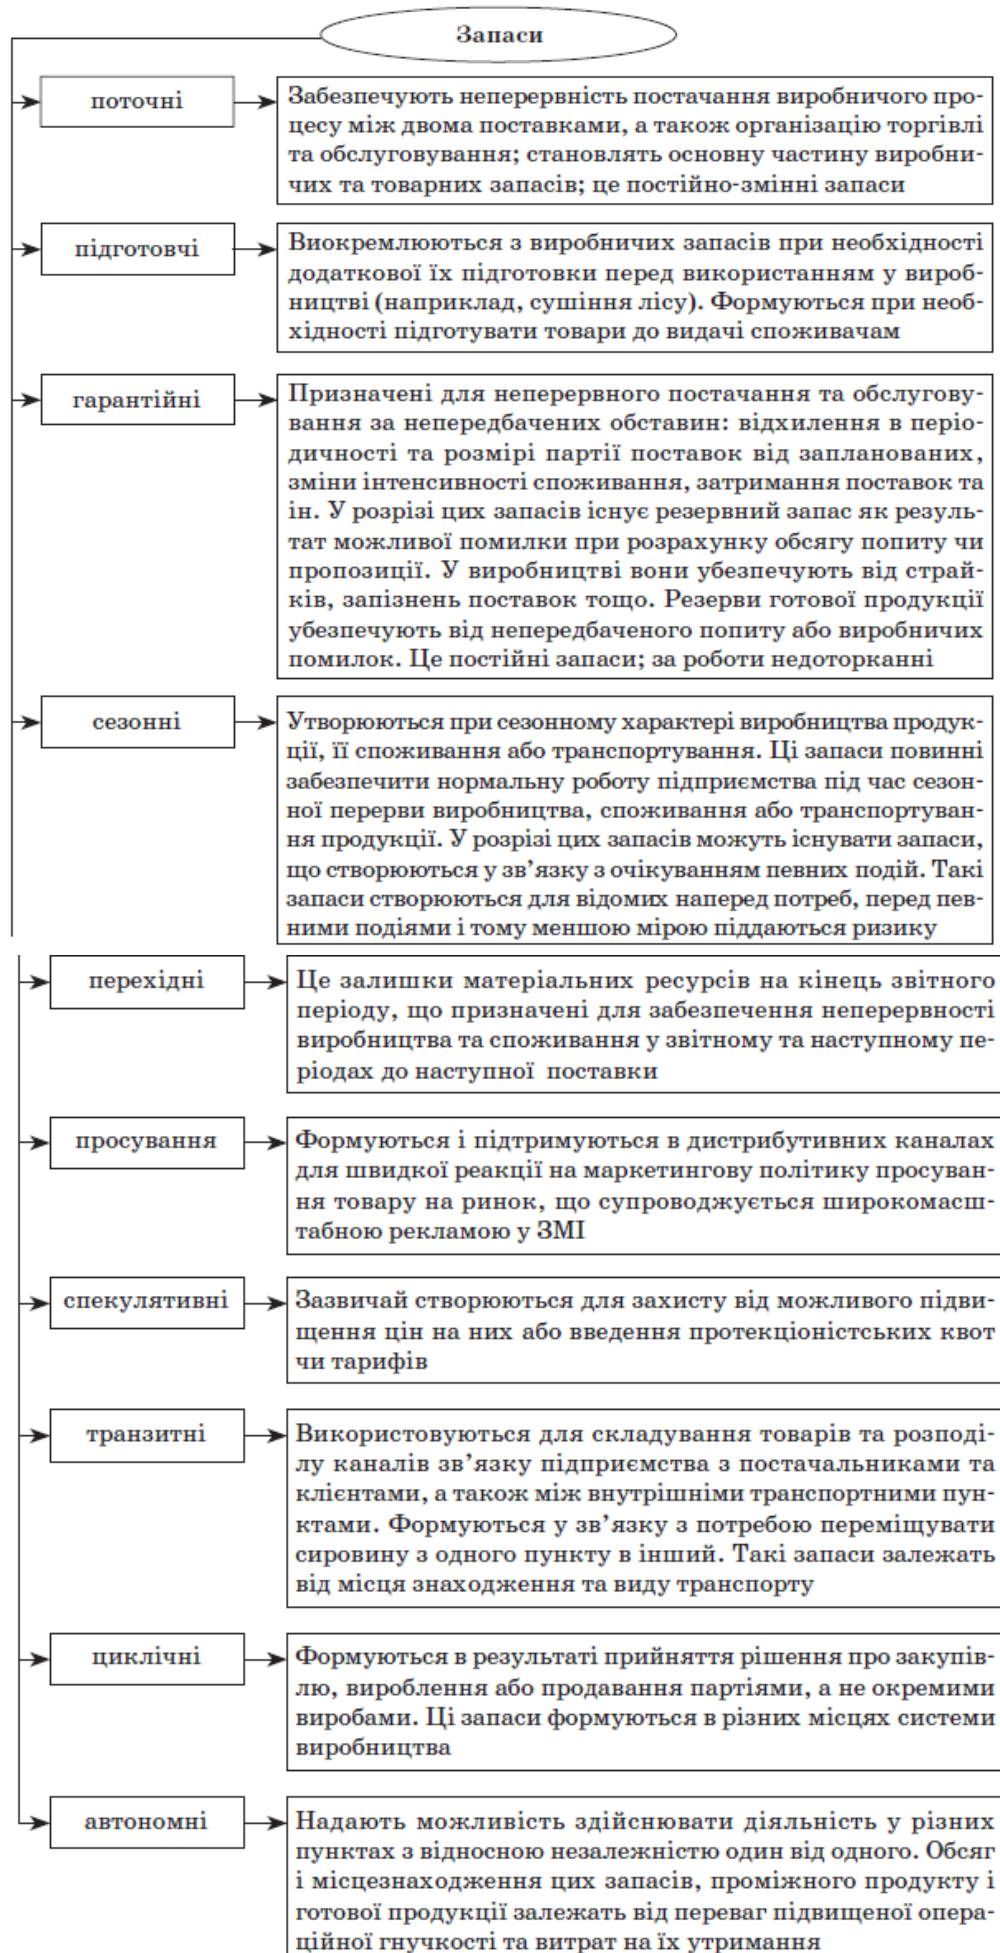 Запаси
поточні
Забезпечують неперервність постачання виробничого про-
цесу між двома поставками, а також організацію торгівлі
та обслуговування; становлять основну частину виробни-
чих та товарних запасів; це постійно-змінні запаси
підготовчі
Виокремлюються з виробничих запасів при необхідності
додаткової їх підготовки перед використанням у вироб-
ництві (наприклад, сушіння лісу). Формуються при необ-
хідності підготувати товари до видачі споживачам
гарантійні
Призначені для неперервного постачання та обслугову-
вання за непередбачених обставин: відхилення в періо-
дичності та розмірі партії поставок від запланованих,
зміни інтенсивності споживання, затримання поставок та
ін. У розрізі цих запасів існує резервний запас як резуль-
тат можливої помилки при розрахунку обсягу попиту чи
пропозиції. У виробництві вони убезпечують від страй-
ків, запізнень поставок тощо. Резерви готової продукції
убезпечують від непередбаченого попиту або виробничих
помилок. Це постійні запаси; за роботи недоторканні
сезонні
Утворюються при сезонному характері виробництва продук-
ції, її споживання або транспортування. Ці запаси повинні
забезпечити нормальну роботу підприємства під час сезон-
ної перерви виробництва, споживання або транспортуван-
ня продукції. У розрізі цих запасів можуть існувати запаси,
що створюються у зв’язку з очікуванням певних подій. Такі
запаси створюються для відомих наперед потреб, перед пев-
ними подіями і тому меншою мірою піддаються ризику
перехідні
Це залишки матеріальних ресурсів на кінець звітного
періоду, що призначені для забезпечення неперервності
виробництва та споживання у звітному та наступному пе-
ріодах до наступної поставки
просування
Формуються і підтримуються в дистрибутивних каналах
для швидкої реакції на маркетингову політику просуван-
ня товару на ринок, що супроводжується широкомасш-
табною рекламою у ЗМІ
спекулятивні
Зазвичай створюються для захисту від можливого підви-
щення цін на них або введення протекціоністських квот
чи тарифів
транзитні
Використовуються для складування товарів та розподі-
лу каналів зв’язку підприємства з постачальниками та
клієнтами, а також між внутрішніми транспортними пун-
ктами. Формуються у зв’язку з потребою переміщувати
сировину з одного пункту в інший. Такі запаси залежать
від місця знаходження та виду транспорту
циклічні
Формуються в результаті прийняття рішення про закупів-
лю, вироблення або продавання партіями, а не окремими
виробами. Ці запаси формуються в різних місцях системи
виробництва
автономні
Надають можливість здійснювати діяльність у різних
пунктах з відносною незалежністю один від одного. Обсяг
і місцезнаходження цих запасів, проміжного продукту і
готової продукції залежать від переваг підвищеної опера-
ційної гнучкості та витрат на їх утримання